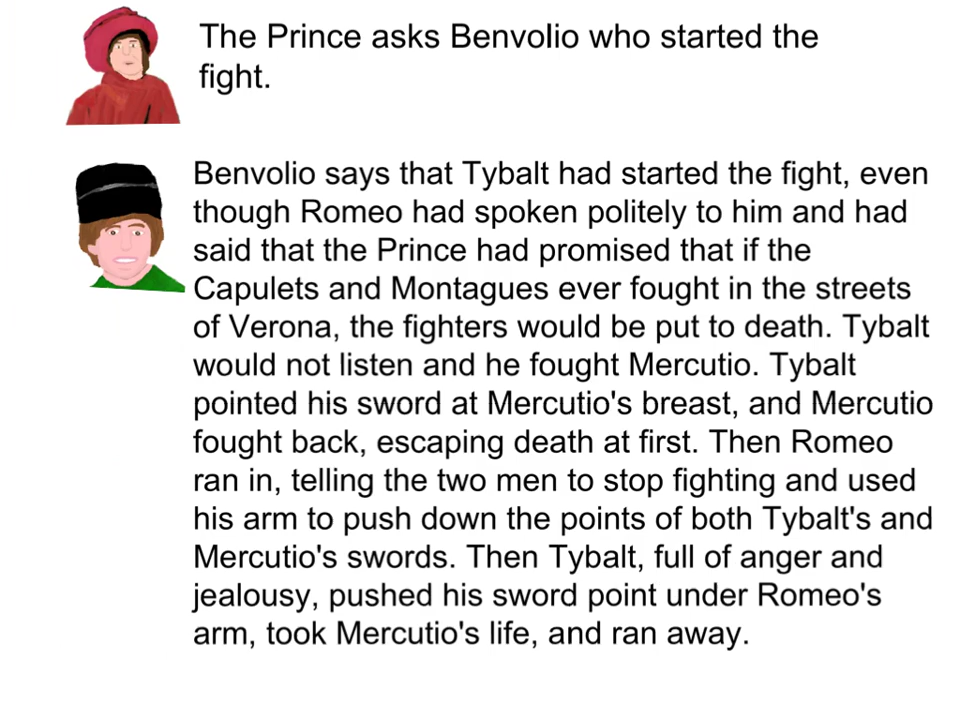 The Prince asks Benvolio who started the
fight.
Benvolio says that Tybalt had started the fight, even
though Romeo had spoken politely to him and had
said that the Prince had promised that if the
Capulets and Montagues ever fought in the streets
of Verona, the fighters would be put to death. Tybalt
would not listen and he fought Mercutio. Tybalt
pointed his sword at Mercutio's breast, and Mercutio
fought back, escaping death at first. Then Romeo
ran in, telling the two men to stop fighting and used
his arm to push down the points of both Tybalt's and
Mercutio's swords. Then Tybalt, full of anger and
jealousy, pushed his sword point under Romeo's
arm, took Mercutio's life, and ran away.